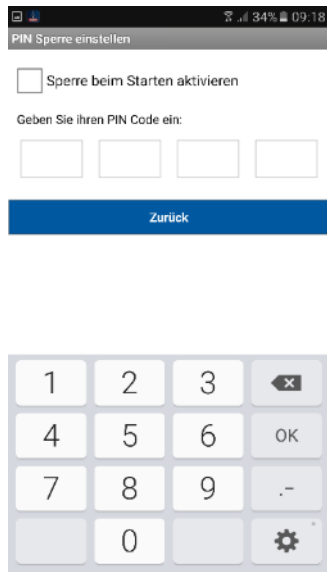 34% 09:18
PIN Sperre einstellen
Sperre beim Starten aktivieren
Geben Sie ihren PIN Code ein:
Zurück
1 2 3
4 5 6 OK
7 8 9 .-
0